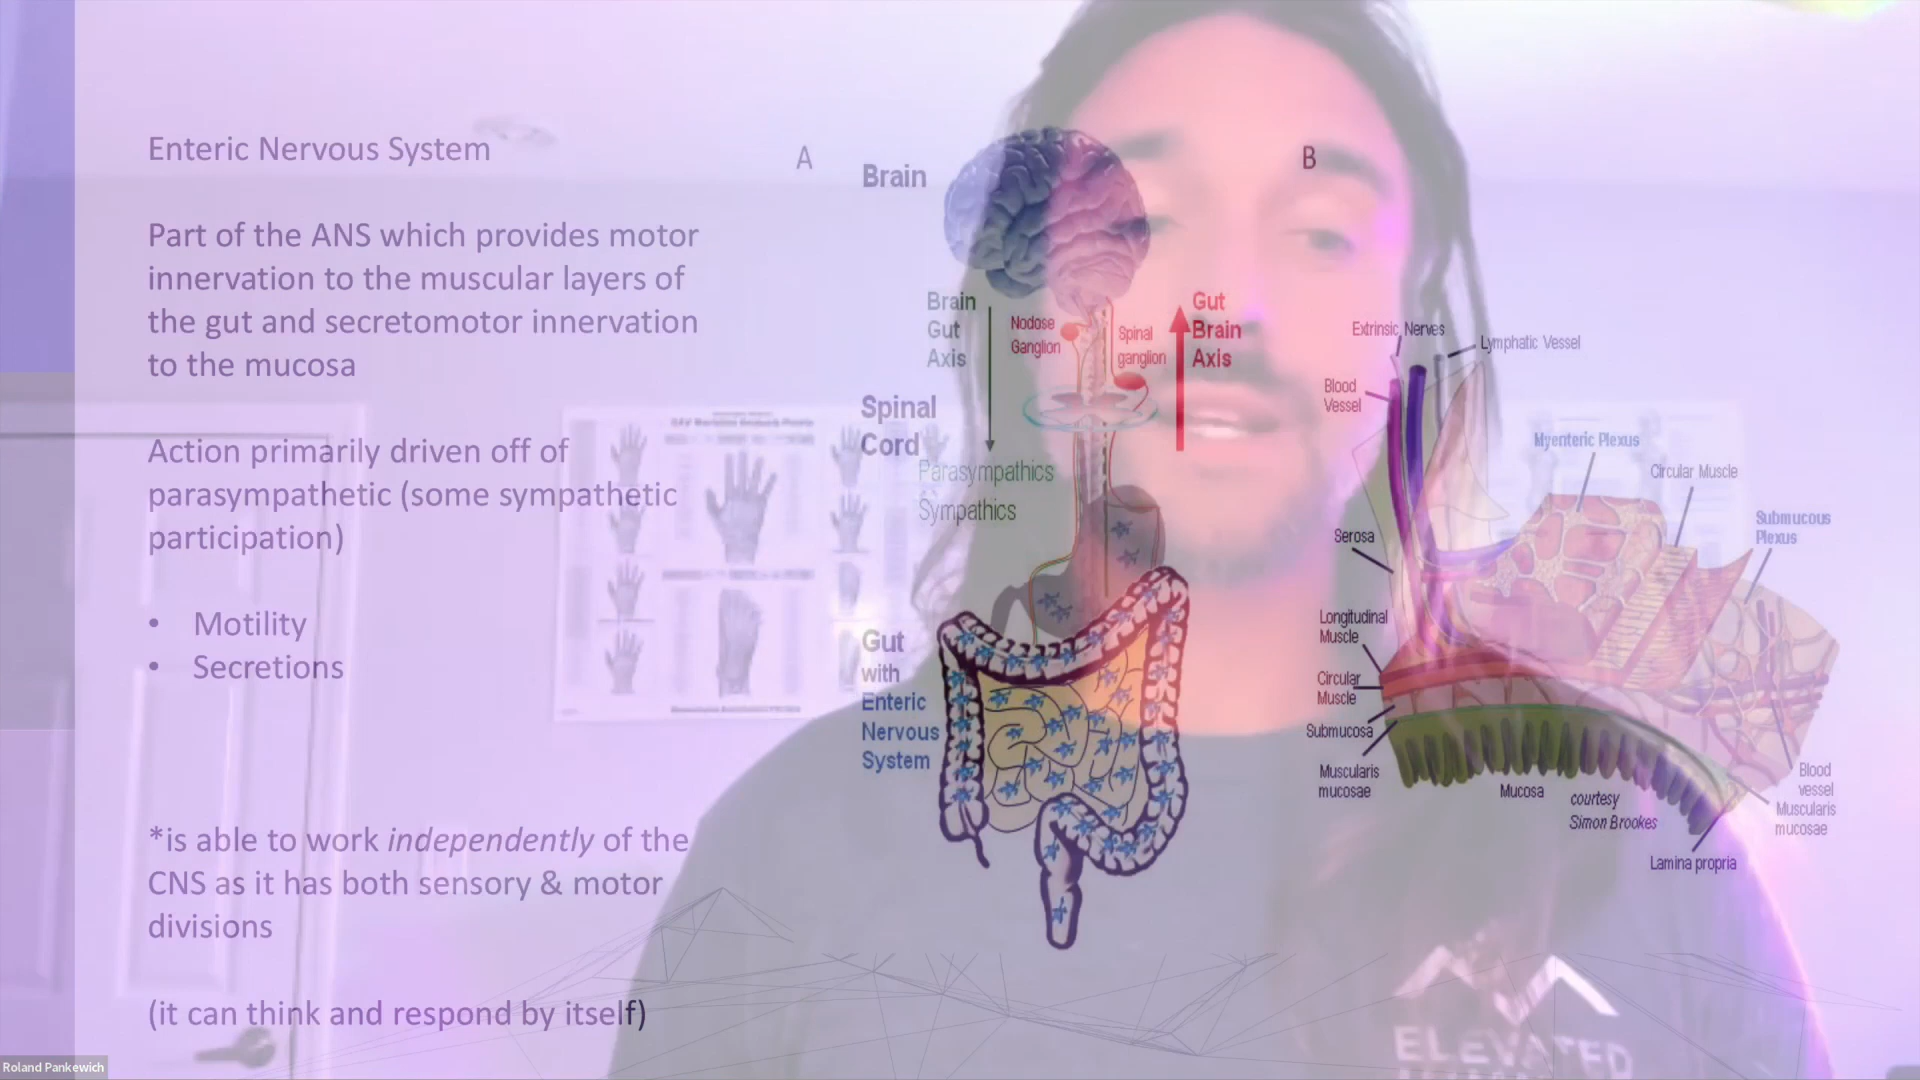 Enteric Nervous System
Part of the ANS which provides motor
innervation to the muscular layers of
the gut and secretomotor innervation
to the mucosa
Action primarily driven off of
parasympathetic (some sympathetic
participation)
• Motility
• Secretions
*is able to work independently of the
CNS as it has both sensory & motor
divisions
(it can think and respond by itself)
A
Brain
Brain
Gut
Axis
Nodose
Ganglion
Spinal
ganglion
Gut
Brain
Axis
Spinal
Cord
Parasympathics
Sympathics
Gut
with
Enteric
Nervous
System
B
Extrinsic Nerves
Lymphatic Vessel
Blood
Vessel
Myenteric Plexus
Circular Muscle
Submucous
Plexus
Serosa
Longitudinal
Muscle
Circular
Muscle
Submucosa
Muscularis
mucosae
Mucosa
courtesy
Simon Brookes
Blood
vessel
Muscularis
mucosae
Lamina propria
ELEVATED
Roland Pankewich